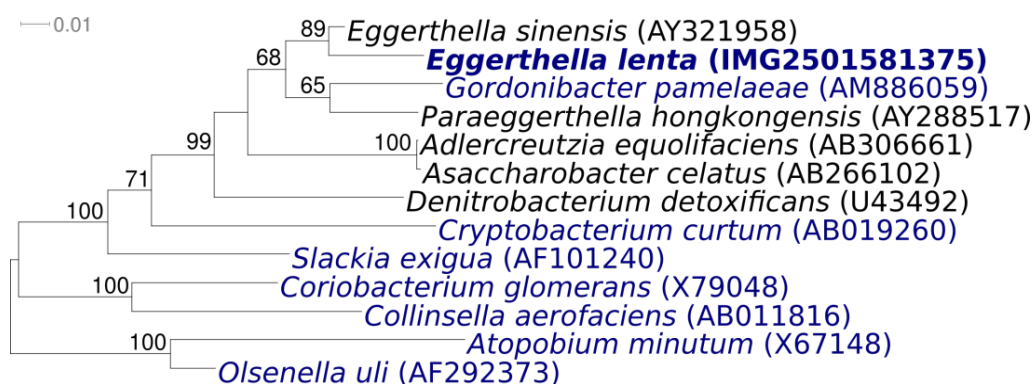 0.01
89
Eggerthella sinensis (AY321958)
68
Eggerthella lenta (IMG2501581375)
Gordonibacter pamelaeae (AM886059)
65
Paraeggerthella hongkongensis (AY288517)
99
100
Adlercreutzia equolifaciens (AB306661)
Asaccharobacter celatus (AB266102)
71
Denitrobacterium detoxificans (U43492)
100
Cryptobacterium curtum (AB019260)
Slackia exigua (AF101240)
100
Coriobacterium glomerans (X79048)
Collinsella aerofaciens (AB011816)
100
Atopobium minutum (X67148)
Olsenella uli (AF292373)